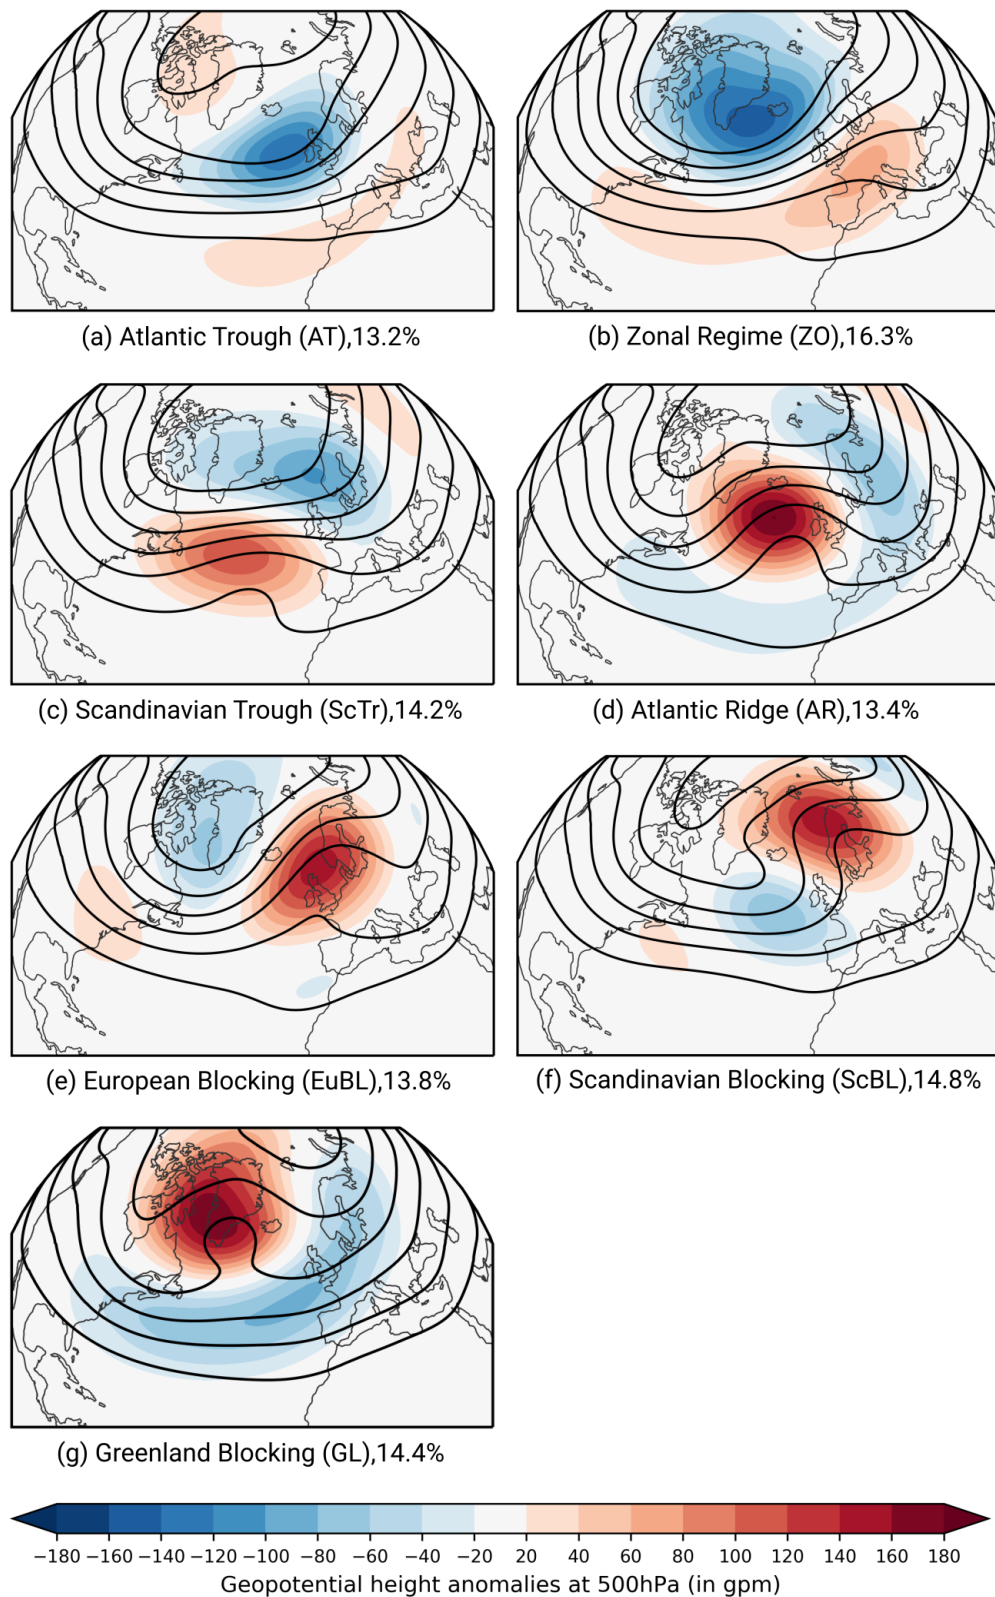 (a) Atlantic Trough (AT),13.2%
(b) Zonal Regime (ZO),16.3%
(c) Scandinavian Trough (ScTr),14.2%
(d) Atlantic Ridge (AR),13.4%
(e) European Blocking (EuBL),13.8%
(f) Scandinavian Blocking (ScBL),14.8%
(g) Greenland Blocking (GL),14.4%
−180 −160 −140 −120 −100 −80 −60 −40 −20 20 40 60 80 100 120 140 160 180
Geopotential height anomalies at 500hPa (in gpm)